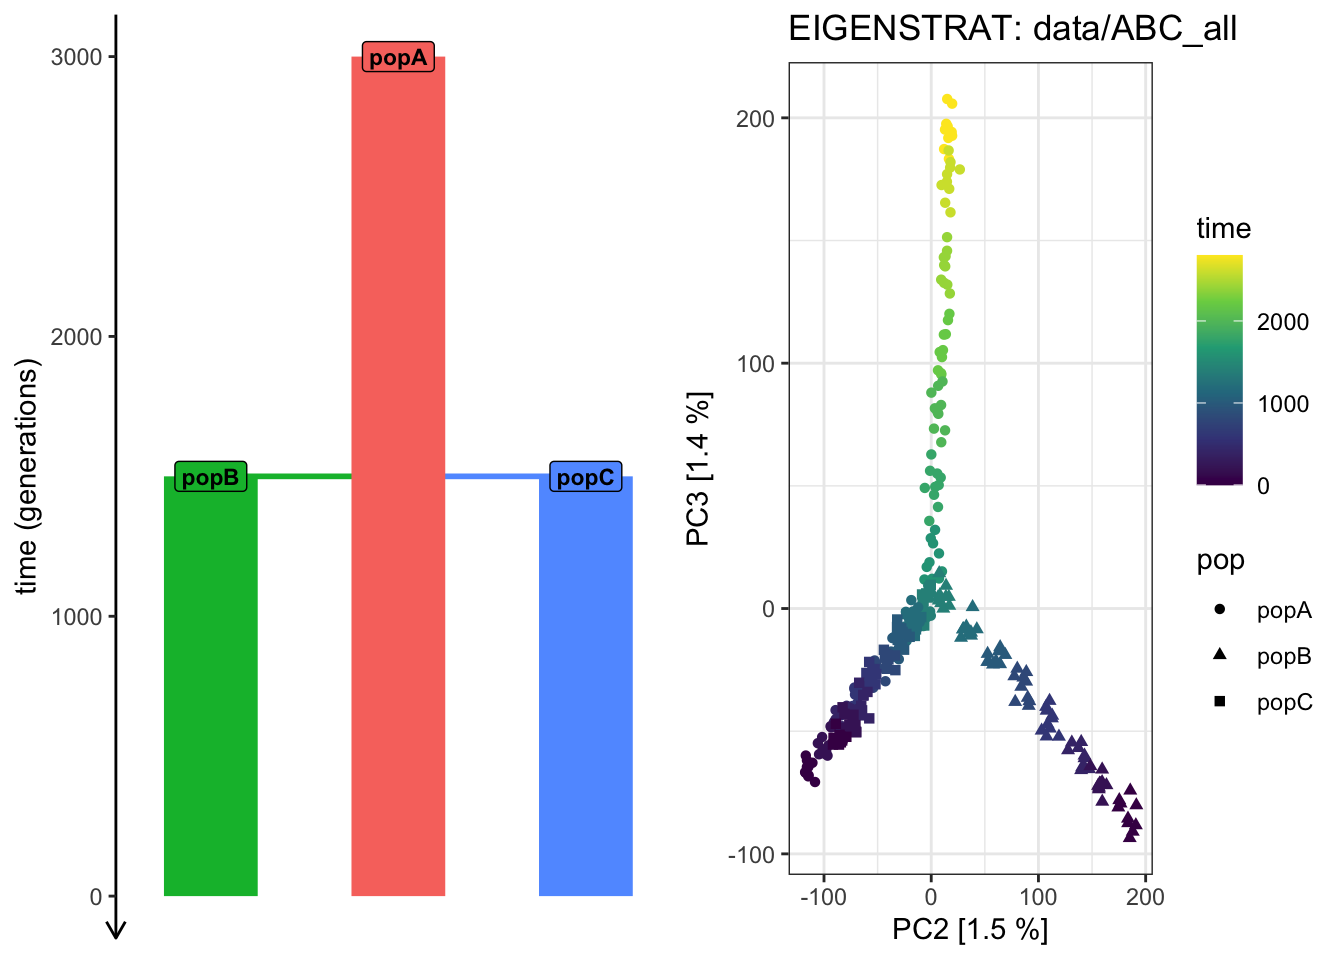 time (generations)
3000
2000
1000
0
popA
popB
popC
EIGENSTRAT: data/ABC_all
PC3 [1.4 %]
200
100
0
-100
-100
0
100
200
PC2 [1.5 %]
time
2000
1000
0
pop
popA
popB
popC